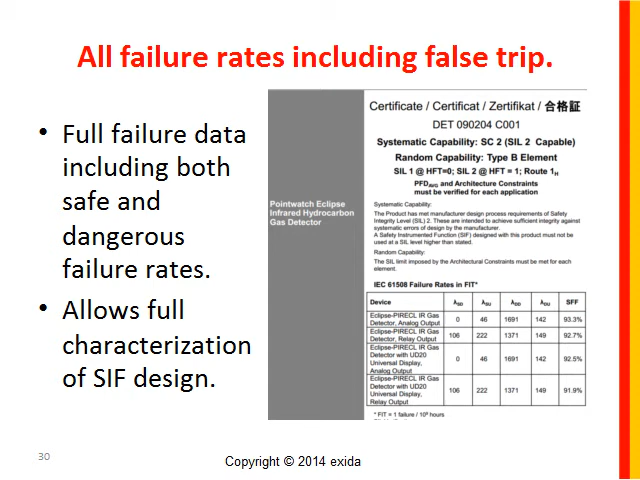 All failure rates including false trip.
• Full failure data
including both
safe and
dangerous
failure rates.
• Allows full
characterization
of SIF design.
Pointwatch Eclipse
Infrared Hydrocarbon
Gas Detector
Certificate / Certificat / Zertifikat / 合格証
DET 090204 C001
Systematic Capability: SC 2 (SIL 2 Capable)
Random Capability: Type B Element
SIL 1 @ HFT=0; SIL 2 @ HFT = 1; Route 1H
PFDAVG and Architecture Constraints
must be verified for each application
Systematic Capability:
The Product has met manufacturer design process requirements of Safety
Integrity Level (SIL) 2. These are intended to achieve sufficient integrity against
systematic errors of design by the manufacturer.
A Safety Instrumented Function (SIF) designed with this product must not be
used at a SIL level higher than stated.
Random Capability:
The SIL limit imposed by the Architectural Constraints must be met for each
element.
IEC 61508 Failure Rates in FIT*
Device λSD λSU λDD λDU SFF
Eclipse-PIRECL IR Gas
Detector, Analog Output 0 46 1691 142 93.3%
Eclipse-PIRECL IR Gas
Detector, Relay Output 106 222 1371 149 92.7%
Eclipse-PIRECL IR Gas
Detector with UD20
Universal Display,
Analog Output 0 46 1691 142 92.5%
Eclipse-PIRECL IR Gas
Detector with UD20
Universal Display,
Relay Output 106 222 1371 149 91.9%
* FIT = 1 failure / 10⁹ hours
30
Copyright © 2014 exida